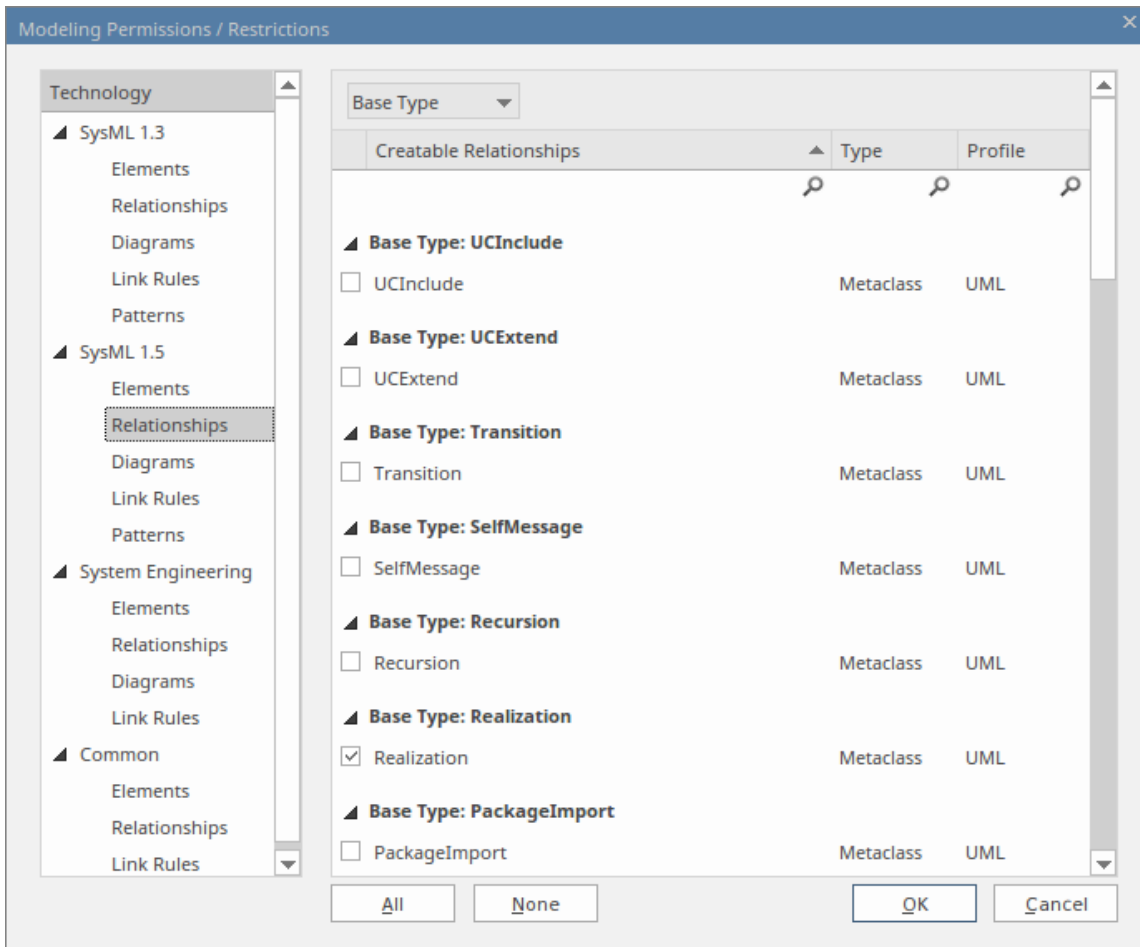 Modeling Permissions / Restrictions
Technology
SysML 1.3
Elements
Relationships
Diagrams
Link Rules
Patterns
SysML 1.5
Elements
Relationships
Diagrams
Link Rules
Patterns
System Engineering
Elements
Relationships
Diagrams
Link Rules
Common
Elements
Relationships
Link Rules
Base Type
Creatable Relationships Type Profile
Base Type: UCInclude
UCInclude Metaclass UML
Base Type: UCExtend
UCExtend Metaclass UML
Base Type: Transition
Transition Metaclass UML
Base Type: SelfMessage
SelfMessage Metaclass UML
Base Type: Recursion
Recursion Metaclass UML
Base Type: Realization
Realization Metaclass UML
Base Type: PackageImport
PackageImport Metaclass UML
All None OK Cancel